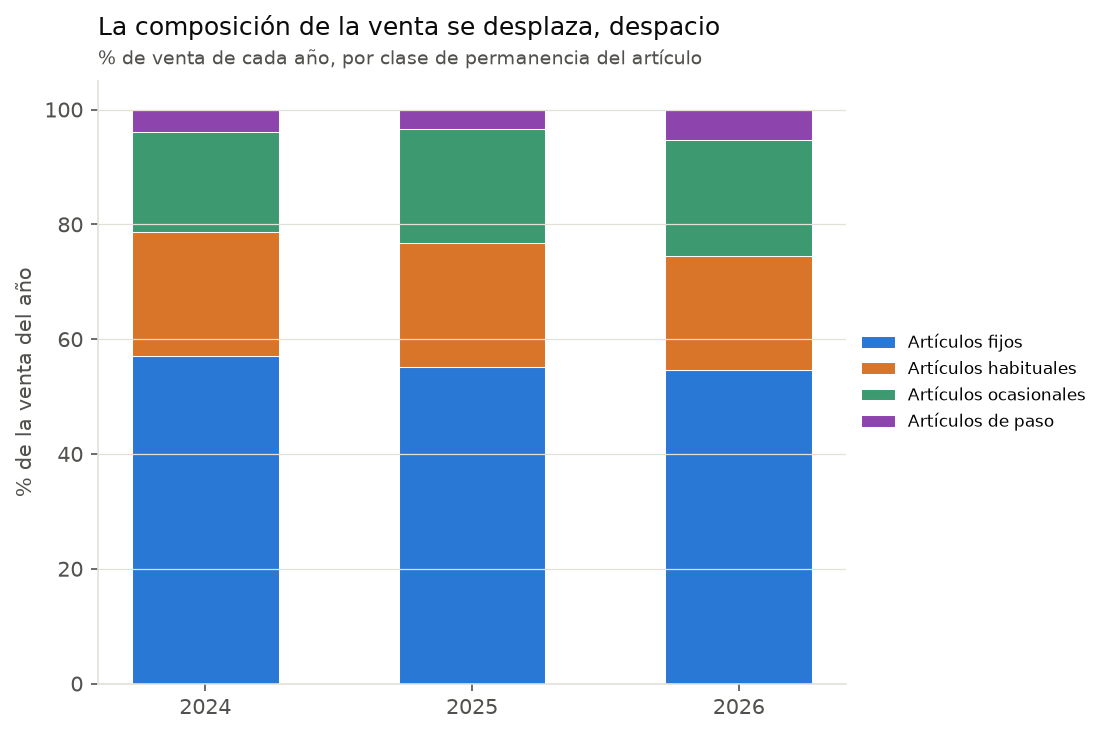 La composición de la venta se desplaza, despacio
% de venta de cada año, por clase de permanencia del artículo
% de la venta del año
100
80
60
40
20
0
2024
2025
2026
Artículos fijos
Artículos habituales
Artículos ocasionales
Artículos de paso